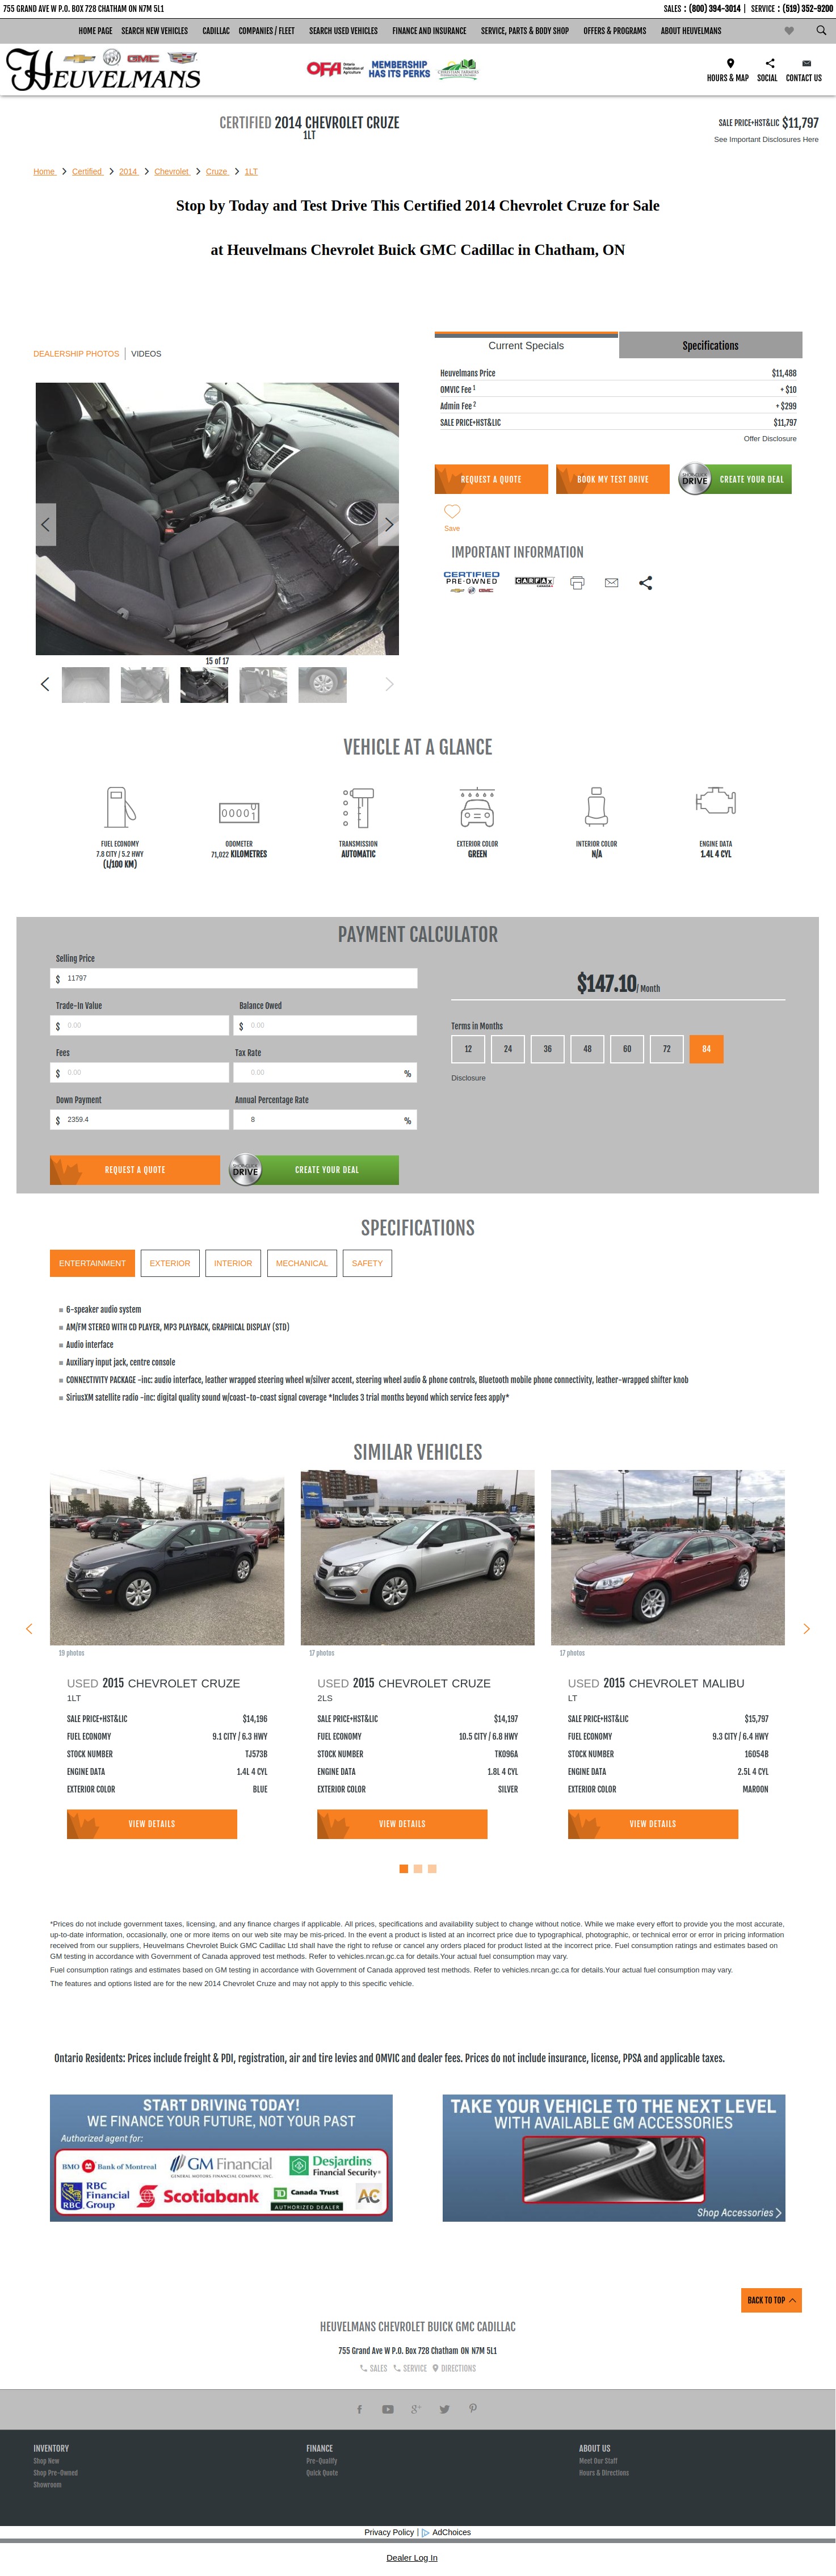 755 GRAND AVE W P.O. BOX 728 CHATHAM ON N7M 5L1
SALES : (800) 394-3014 | SERVICE : (519) 352-9200
HOME PAGE SEARCH NEW VEHICLES CADILLAC COMPANIES / FLEET SEARCH USED VEHICLES FINANCE AND INSURANCE SERVICE, PARTS & BODY SHOP OFFERS & PROGRAMS ABOUT HEUVELMANS
HEUVELMANS
GMC
OFA Ontario Federation of Agriculture
MEMBERSHIP HAS ITS PERKS
CHRISTIAN FARMERS
HOURS & MAP SOCIAL CONTACT US
CERTIFIED 2014 CHEVROLET CRUZE
1LT
SALE PRICE+HST&LIC $11,797
See Important Disclosures Here
Home > Certified > 2014 > Chevrolet > Cruze > 1LT
Stop by Today and Test Drive This Certified 2014 Chevrolet Cruze for Sale
at Heuvelmans Chevrolet Buick GMC Cadillac in Chatham, ON
DEALERSHIP PHOTOS | VIDEOS
Current Specials
Specifications
Heuvelmans Price $11,488
OMVIC Fee 1 + $10
Admin Fee 2 + $299
SALE PRICE+HST&LIC $11,797
Offer Disclosure
REQUEST A QUOTE
BOOK MY TEST DRIVE
SHOP·CLICK DRIVE CREATE YOUR DEAL
Save
IMPORTANT INFORMATION
CERTIFIED PRE-OWNED
GMC
CARFAX
15 of 17
VEHICLE AT A GLANCE
FUEL ECONOMY
7.8 CITY / 5.2 HWY
(L/100 KM)
ODOMETER
71,022 KILOMETRES
TRANSMISSION
AUTOMATIC
EXTERIOR COLOR
GREEN
INTERIOR COLOR
N/A
ENGINE DATA
1.4L 4 CYL
PAYMENT CALCULATOR
Selling Price
$ 11797
Trade-In Value Balance Owed
$ 0.00 $ 0.00
Fees Tax Rate
$ 0.00 0.00 %
Down Payment Annual Percentage Rate
$ 2359.4 8 %
$147.10/ Month
Terms in Months
12 24 36 48 60 72 84
Disclosure
REQUEST A QUOTE
SHOP·CLICK DRIVE CREATE YOUR DEAL
SPECIFICATIONS
ENTERTAINMENT EXTERIOR INTERIOR MECHANICAL SAFETY
6-speaker audio system
AM/FM STEREO WITH CD PLAYER, MP3 PLAYBACK, GRAPHICAL DISPLAY (STD)
Audio interface
Auxiliary input jack, centre console
CONNECTIVITY PACKAGE -inc: audio interface, leather wrapped steering wheel w/silver accent, steering wheel audio & phone controls, Bluetooth mobile phone connectivity, leather-wrapped shifter knob
SiriusXM satellite radio -inc: digital quality sound w/coast-to-coast signal coverage *Includes 3 trial months beyond which service fees apply*
SIMILAR VEHICLES
19 photos
USED 2015 CHEVROLET CRUZE
1LT
SALE PRICE+HST&LIC $14,196
FUEL ECONOMY 9.1 CITY / 6.3 HWY
STOCK NUMBER TJ573B
ENGINE DATA 1.4L 4 CYL
EXTERIOR COLOR BLUE
VIEW DETAILS
17 photos
USED 2015 CHEVROLET CRUZE
2LS
SALE PRICE+HST&LIC $14,197
FUEL ECONOMY 10.5 CITY / 6.8 HWY
STOCK NUMBER TK096A
ENGINE DATA 1.8L 4 CYL
EXTERIOR COLOR SILVER
VIEW DETAILS
17 photos
USED 2015 CHEVROLET MALIBU
LT
SALE PRICE+HST&LIC $15,797
FUEL ECONOMY 9.3 CITY / 6.4 HWY
STOCK NUMBER 16054B
ENGINE DATA 2.5L 4 CYL
EXTERIOR COLOR MAROON
VIEW DETAILS
*Prices do not include government taxes, licensing, and any finance charges if applicable. All prices, specifications and availability subject to change without notice. While we make every effort to provide you the most accurate,
up-to-date information, occasionally, one or more items on our web site may be mis-priced. In the event a product is listed at an incorrect price due to typographical, photographic, or technical error or error in pricing information
received from our suppliers, Heuvelmans Chevrolet Buick GMC Cadillac Ltd shall have the right to refuse or cancel any orders placed for product listed at the incorrect price. Fuel consumption ratings and estimates based on
GM testing in accordance with Government of Canada approved test methods. Refer to vehicles.nrcan.gc.ca for details.Your actual fuel consumption may vary.
Fuel consumption ratings and estimates based on GM testing in accordance with Government of Canada approved test methods. Refer to vehicles.nrcan.gc.ca for details.Your actual fuel consumption may vary.
The features and options listed are for the new 2014 Chevrolet Cruze and may not apply to this specific vehicle.
Ontario Residents: Prices include freight & PDI, registration, air and tire levies and OMVIC and dealer fees. Prices do not include insurance, license, PPSA and applicable taxes.
START DRIVING TODAY!
WE FINANCE YOUR FUTURE, NOT YOUR PAST
Authorized agent for:
BMO Bank of Montreal
GM Financial
GENERAL MOTORS FINANCIAL COMPANY, INC.
Desjardins Financial Security®
RBC Financial Group
Scotiabank
TD Canada Trust
AUTHORIZED DEALER
AC
TAKE YOUR VEHICLE TO THE NEXT LEVEL
WITH AVAILABLE GM ACCESSORIES
Shop Accessories >
BACK TO TOP
HEUVELMANS CHEVROLET BUICK GMC CADILLAC
755 Grand Ave W P.O. Box 728 Chatham ON N7M 5L1
SALES SERVICE DIRECTIONS
INVENTORY
Shop New
Shop Pre-Owned
Showroom
FINANCE
Pre-Qualify
Quick Quote
ABOUT US
Meet Our Staff
Hours & Directions
Privacy Policy | AdChoices
Dealer Log In